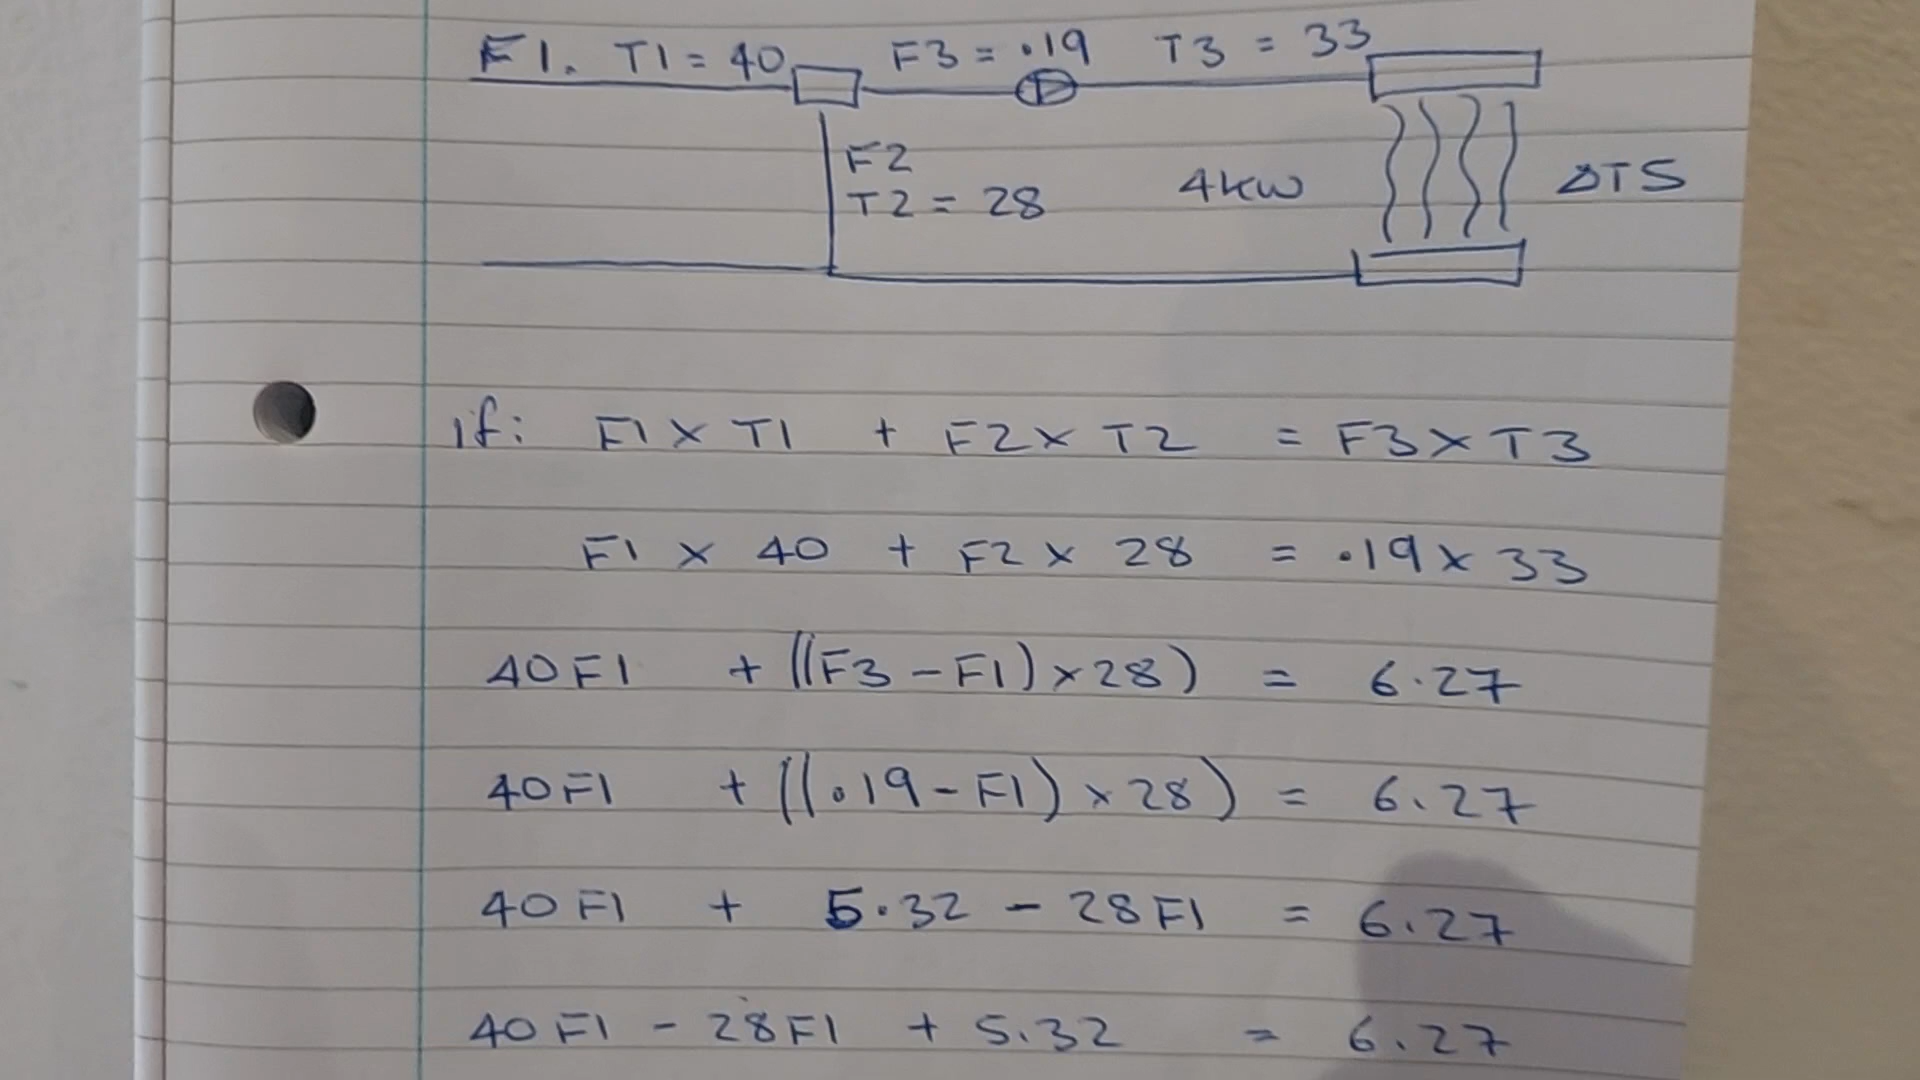 F1. T1 = 40 F3 = .19 T3 = 33
F2
T2 = 28 4kW ΔT5
if: F1 × T1 + F2 × T2 = F3 × T3
F1 × 40 + F2 × 28 = .19 × 33
40F1 + ((F3 - F1) × 28) = 6.27
40F1 + ((.19 - F1) × 28) = 6.27
40F1 + 5.32 - 28F1 = 6.27
40F1 - 28F1 + 5.32 = 6.27